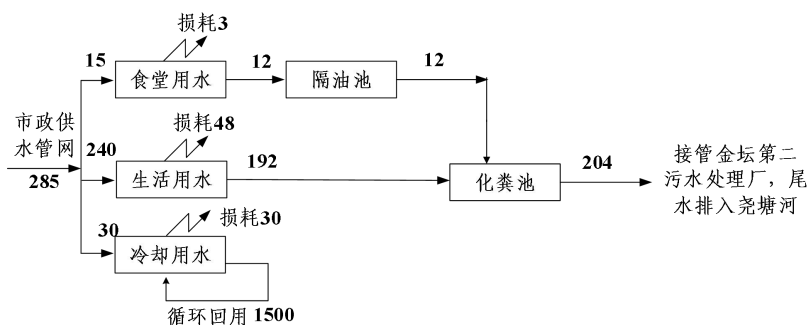 损耗3
15
食堂用水
12
隔油池
12
市政供
水管网
285
240
损耗48
生活用水
192
化粪池
204
接管金坛第二
污水处理厂，尾
水排入尧塘河
30
损耗30
冷却用水
循环回用 1500